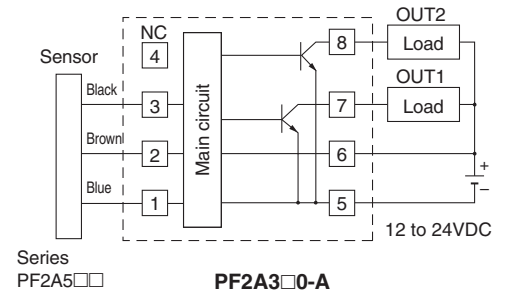 OUT2
NC
4
8
Load
Sensor
OUT1
Black
3
Main circuit
7
Load
Brown
2
6
+
Blue
1
5
–
12 to 24VDC
Series
PF2A5□□
PF2A3□0-A